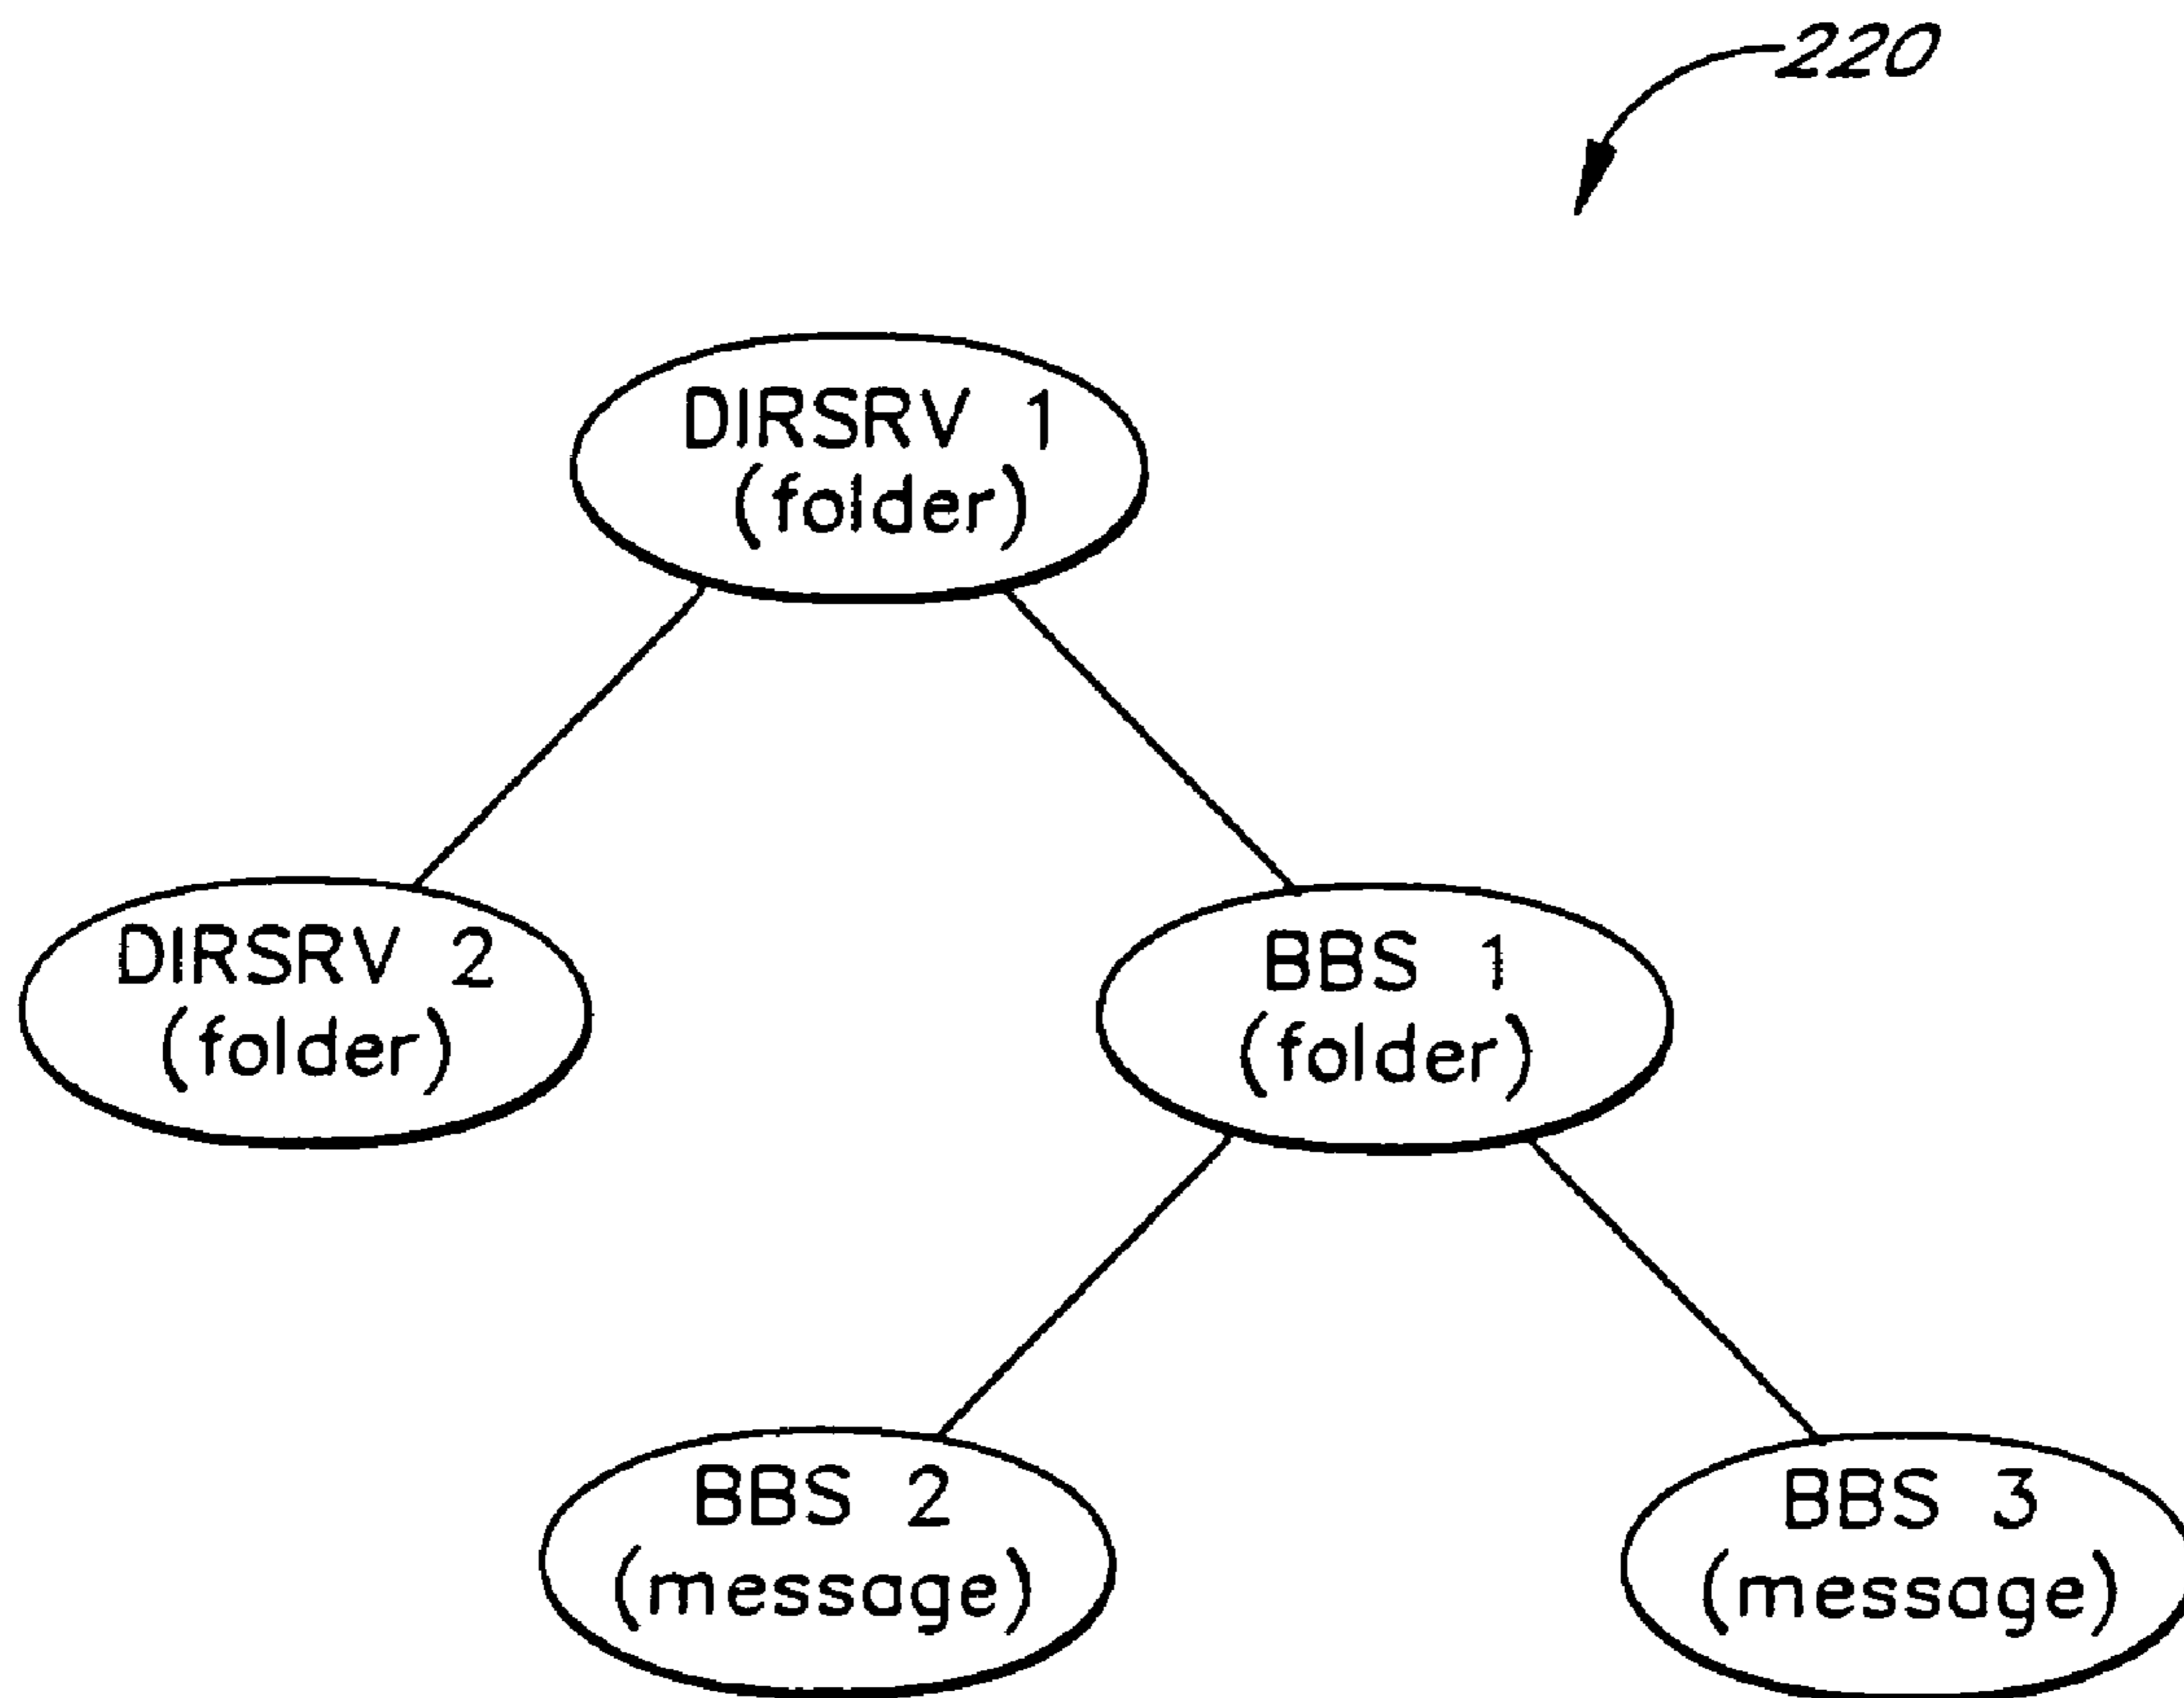 220
DIRSRV 1
(folder)
DIRSRV 2
(folder)
BBS 1
(folder)
BBS 2
(message)
BBS 3
(message)